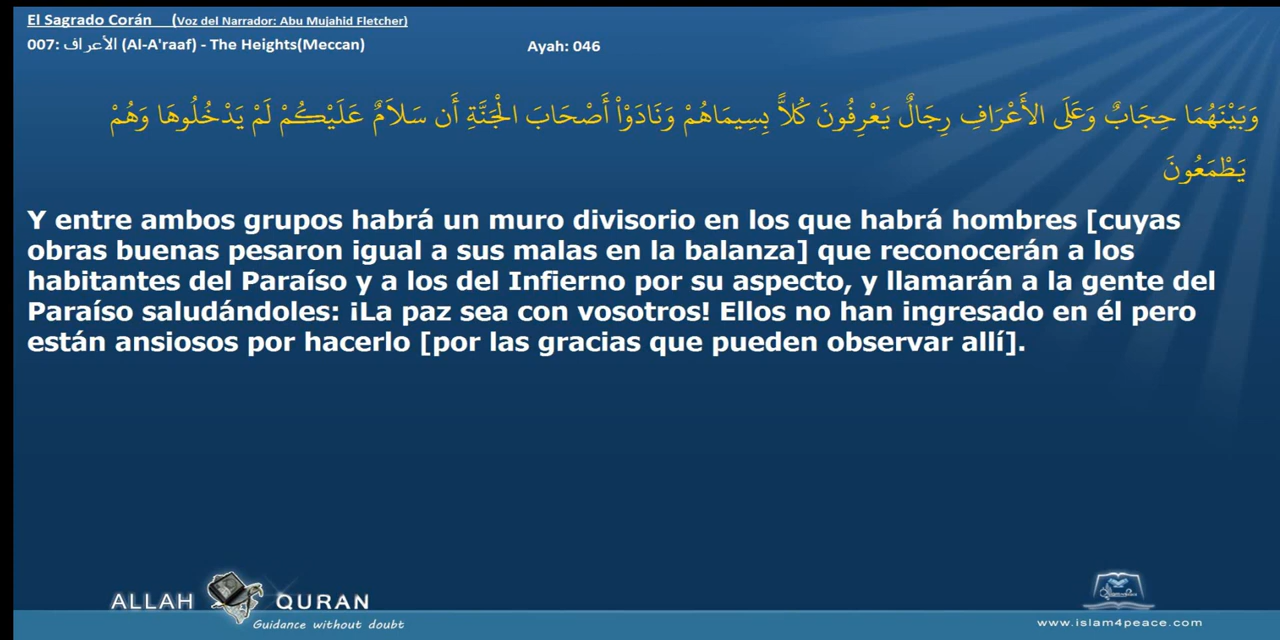 El Sagrado Corán (Voz del Narrador: Abu Mujahid Fletcher)
007: الأعراف (Al-A'raaf) - The Heights(Meccan) Ayah: 046
وَبَيْنَهُمَا حِجَابٌ وَعَلَى الأَعْرَافِ رِجَالٌ يَعْرِفُونَ كُلاًّ بِسِيمَاهُمْ وَنَادَوْاْ أَصْحَابَ الْجَنَّةِ أَن سَلاَمٌ عَلَيْكُمْ لَمْ يَدْخُلُوهَا وَهُمْ
يَطْمَعُونَ
Y entre ambos grupos habrá un muro divisorio en los que habrá hombres [cuyas
obras buenas pesaron igual a sus malas en la balanza] que reconocerán a los
habitantes del Paraíso y a los del Infierno por su aspecto, y llamarán a la gente del
Paraíso saludándoles: ¡La paz sea con vosotros! Ellos no han ingresado en él pero
están ansiosos por hacerlo [por las gracias que pueden observar allí].
ALLAH QURAN
Guidance without doubt
www.islam4peace.com